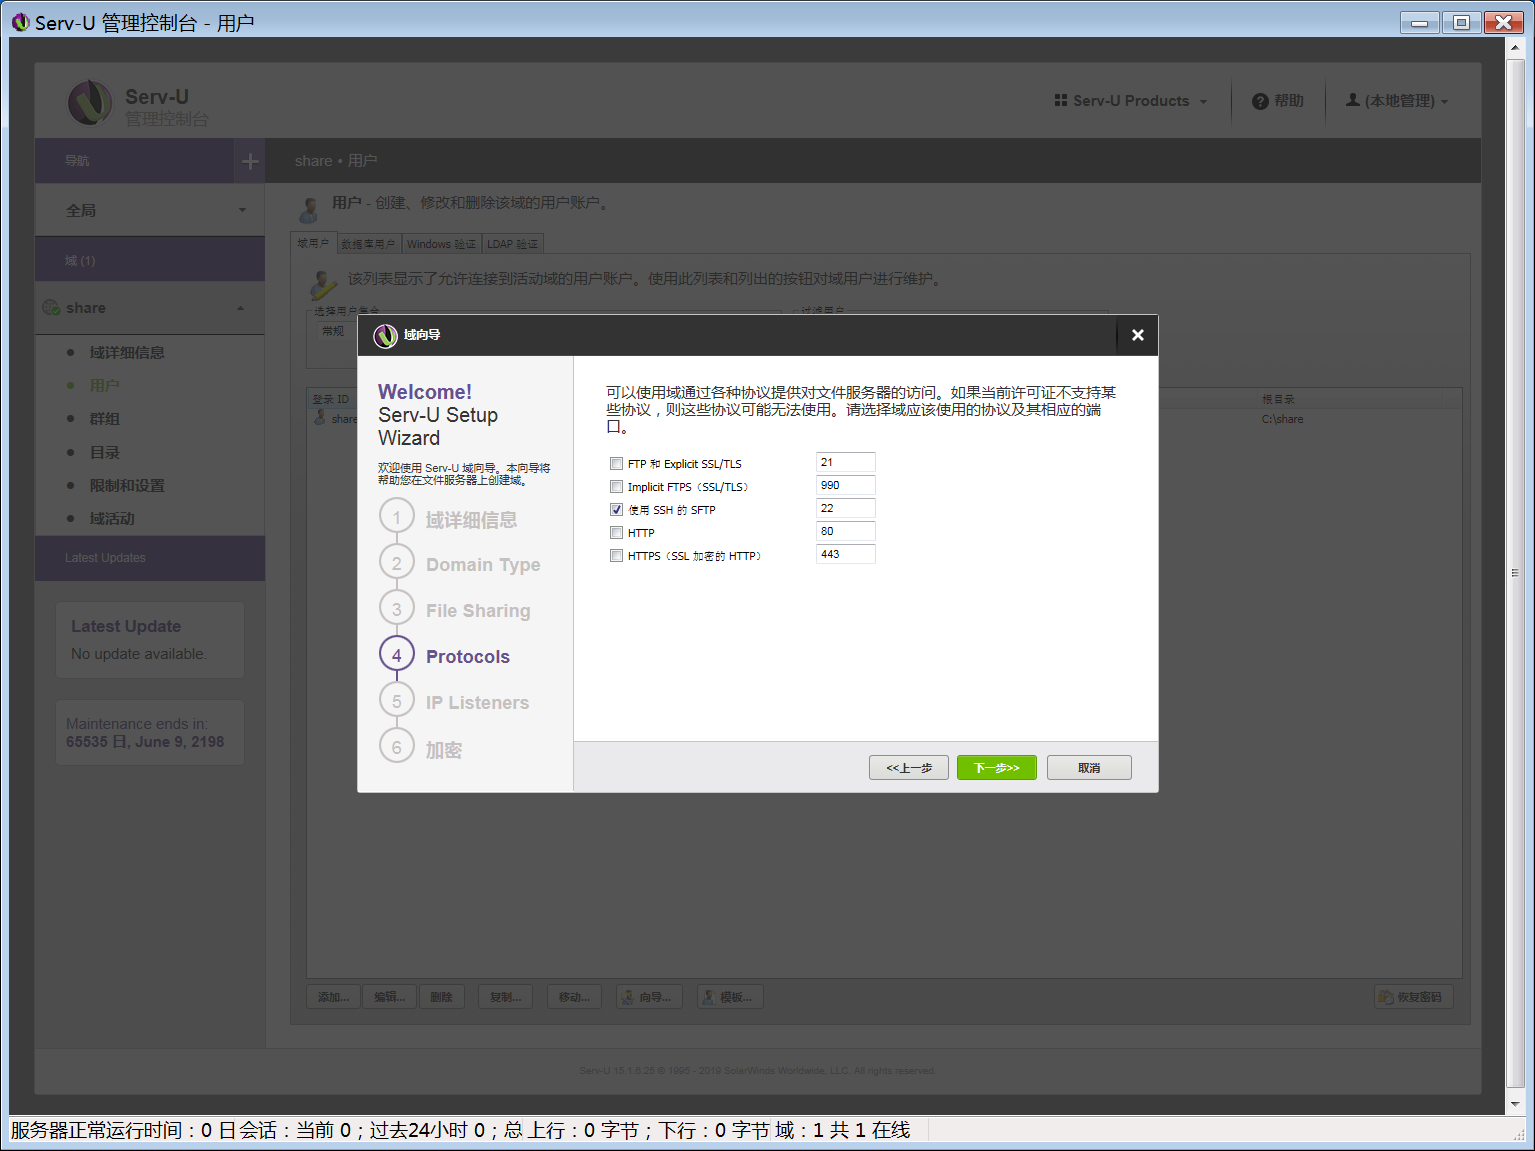 Serv-U 管理控制台 - 用户
Serv-U
管理控制台
Serv-U Products
帮助
(本地管理)
导航
share • 用户
全局
用户 - 创建、修改和删除该域的用户账户。
域用户
数据库用户
Windows 验证
LDAP 验证
域 (1)
该列表显示了允许连接到活动域的用户账户。使用此列表和列出的按钮对域用户进行维护。
share
选择用户集合
过滤用户
常规
域详细信息
用户
群组
目录
限制和设置
域活动
Latest Updates
Latest Update
No update available.
Maintenance ends in:
65535 日, June 9, 2198
登录 ID
根目录
share
C:\share
域向导
Welcome!
Serv-U Setup
Wizard
欢迎使用 Serv-U 域向导。本向导将
帮助您在文件服务器上创建域。
1 域详细信息
2 Domain Type
3 File Sharing
4 Protocols
5 IP Listeners
6 加密
可以使用域通过各种协议提供对文件服务器的访问。如果当前许可证不支持某
些协议，则这些协议可能无法使用。请选择域应该使用的协议及其相应的端
口。
FTP 和 Explicit SSL/TLS 21
Implicit FTPS（SSL/TLS） 990
使用 SSH 的 SFTP 22
HTTP 80
HTTPS（SSL 加密的 HTTP） 443
<<上一步
下一步>>
取消
添加...
编辑...
删除
复制...
移动...
向导...
模板...
恢复密码
Serv-U 15.1.6.25 © 1995 - 2019 SolarWinds Worldwide, LLC. All rights reserved.
服务器正常运行时间：0 日 会话：当前 0；过去24小时 0；总 上行：0 字节；下行：0 字节 域：1 共 1 在线